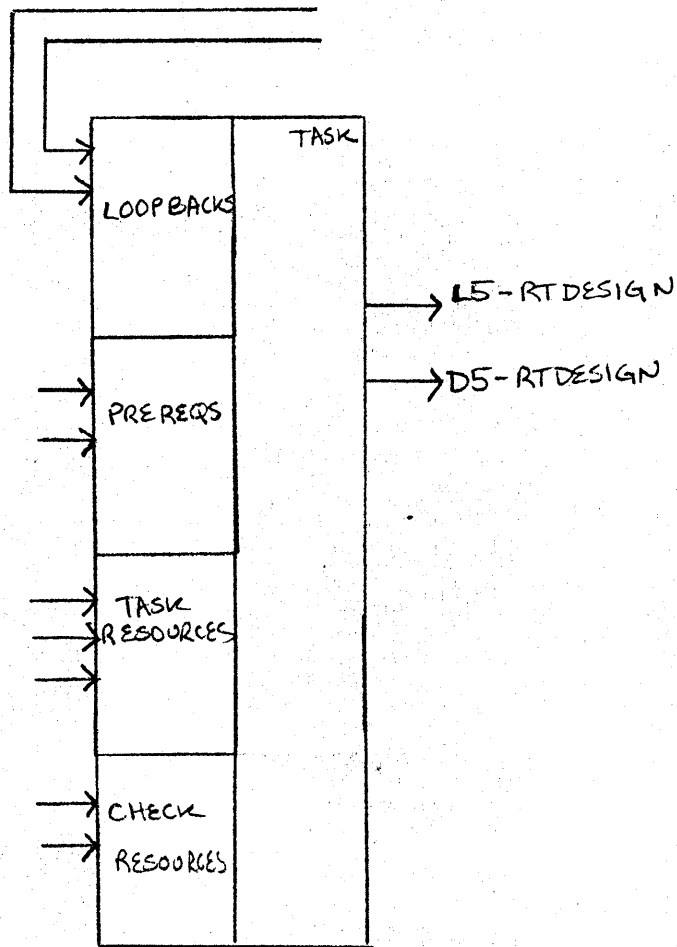 TASK
LOOPBACKS
L5-RTDESIGN
D5-RTDESIGN
PREREQS
TASK
RESOURCES
CHECK
RESOURCES